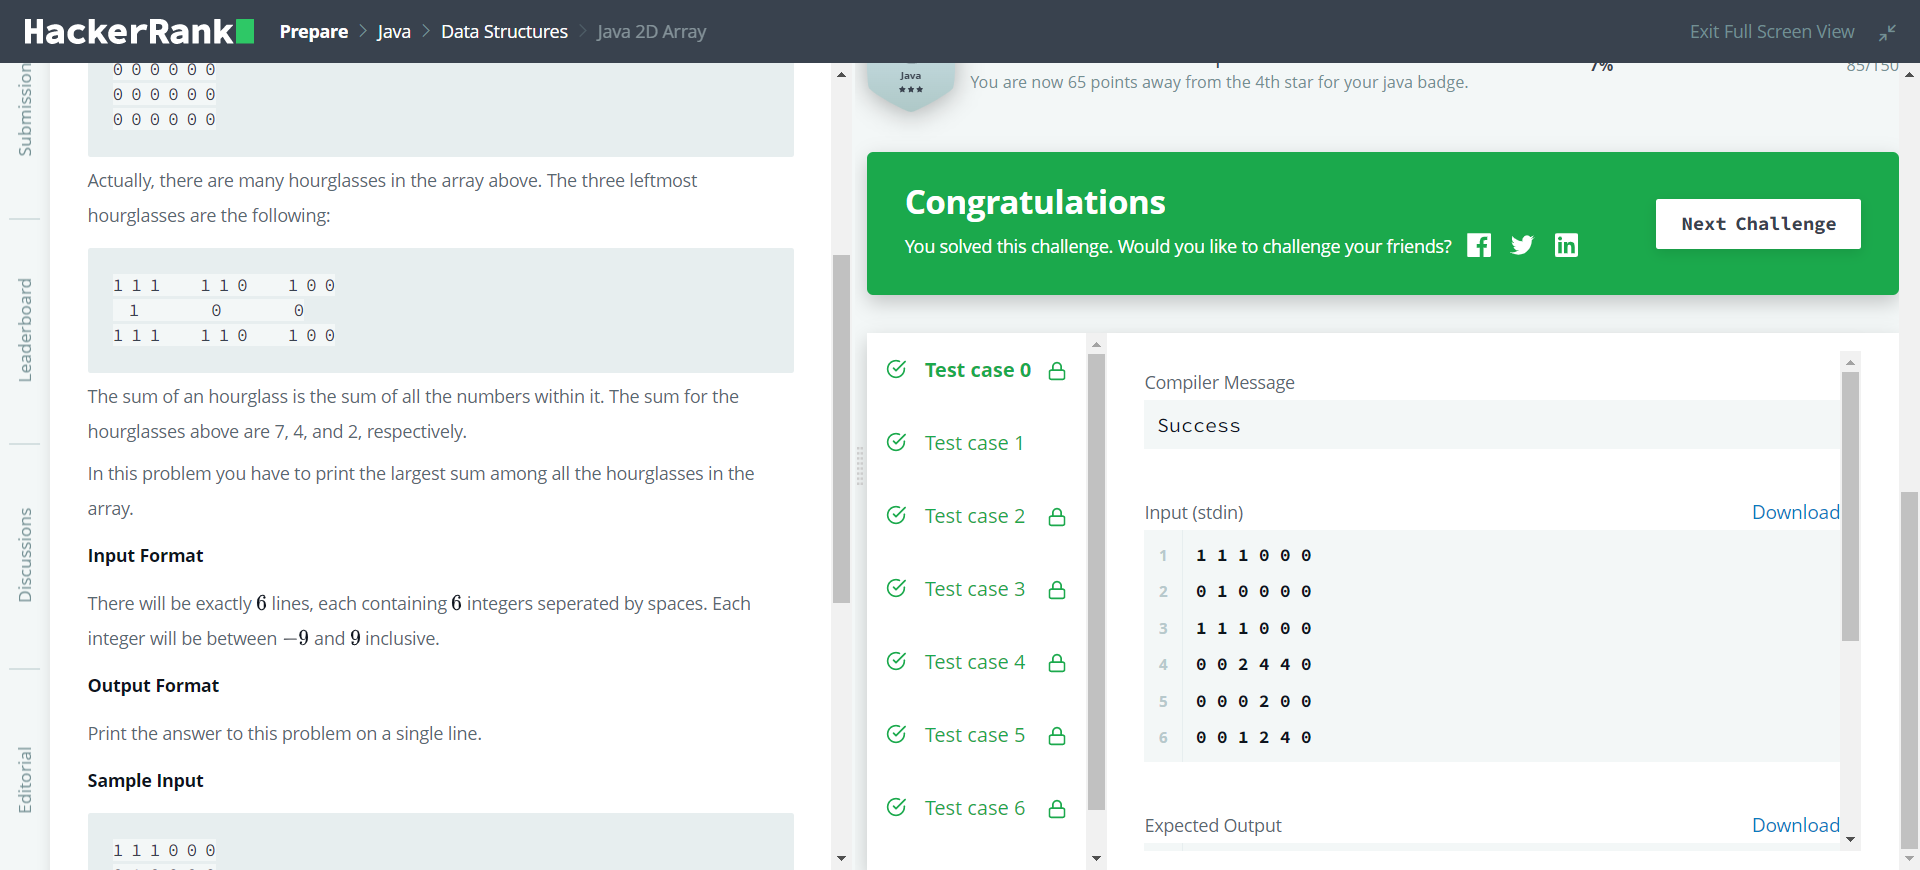 HackerRank
Prepare > Java > Data Structures > Java 2D Array
Exit Full Screen View
Submission
Leaderboard
Discussions
Editorial
0 0 0 0 0 0
0 0 0 0 0 0
0 0 0 0 0 0
Actually, there are many hourglasses in the array above. The three leftmost
hourglasses are the following:
1 1 1     1 1 0     1 0 0
  1         0         0
1 1 1     1 1 0     1 0 0
The sum of an hourglass is the sum of all the numbers within it. The sum for the
hourglasses above are 7, 4, and 2, respectively.
In this problem you have to print the largest sum among all the hourglasses in the
array.
Input Format
There will be exactly 6 lines, each containing 6 integers seperated by spaces. Each
integer will be between −9 and 9 inclusive.
Output Format
Print the answer to this problem on a single line.
Sample Input
1 1 1 0 0 0
Java
7%
85/150
You are now 65 points away from the 4th star for your java badge.
Congratulations
You solved this challenge. Would you like to challenge your friends?
Next Challenge
Test case 0
Test case 1
Test case 2
Test case 3
Test case 4
Test case 5
Test case 6
Compiler Message
Success
Input (stdin)
Download
1 1 1 1 0 0 0
2 0 1 0 0 0 0
3 1 1 1 0 0 0
4 0 0 2 4 4 0
5 0 0 0 2 0 0
6 0 0 1 2 4 0
Expected Output
Download